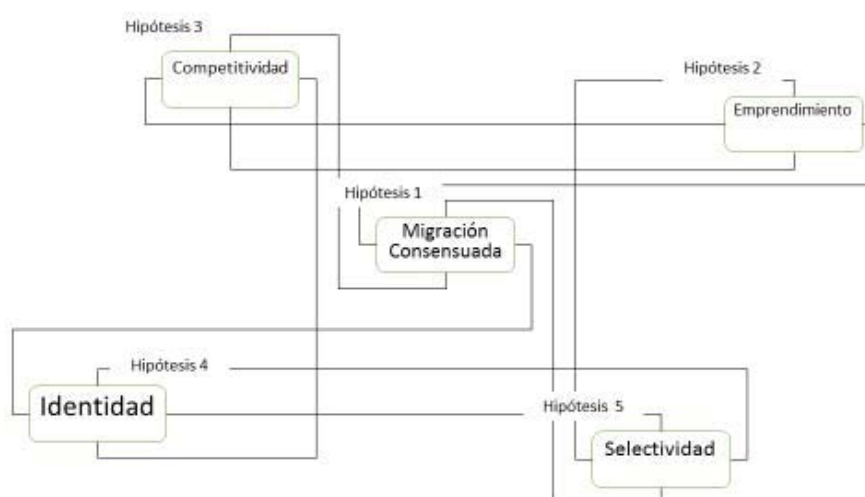 Hipótesis 3
Competitividad
Hipótesis 2
Emprendimiento
Hipótesis 1
Migración
Consensuada
Hipótesis 4
Identidad
Hipótesis 5
Selectividad